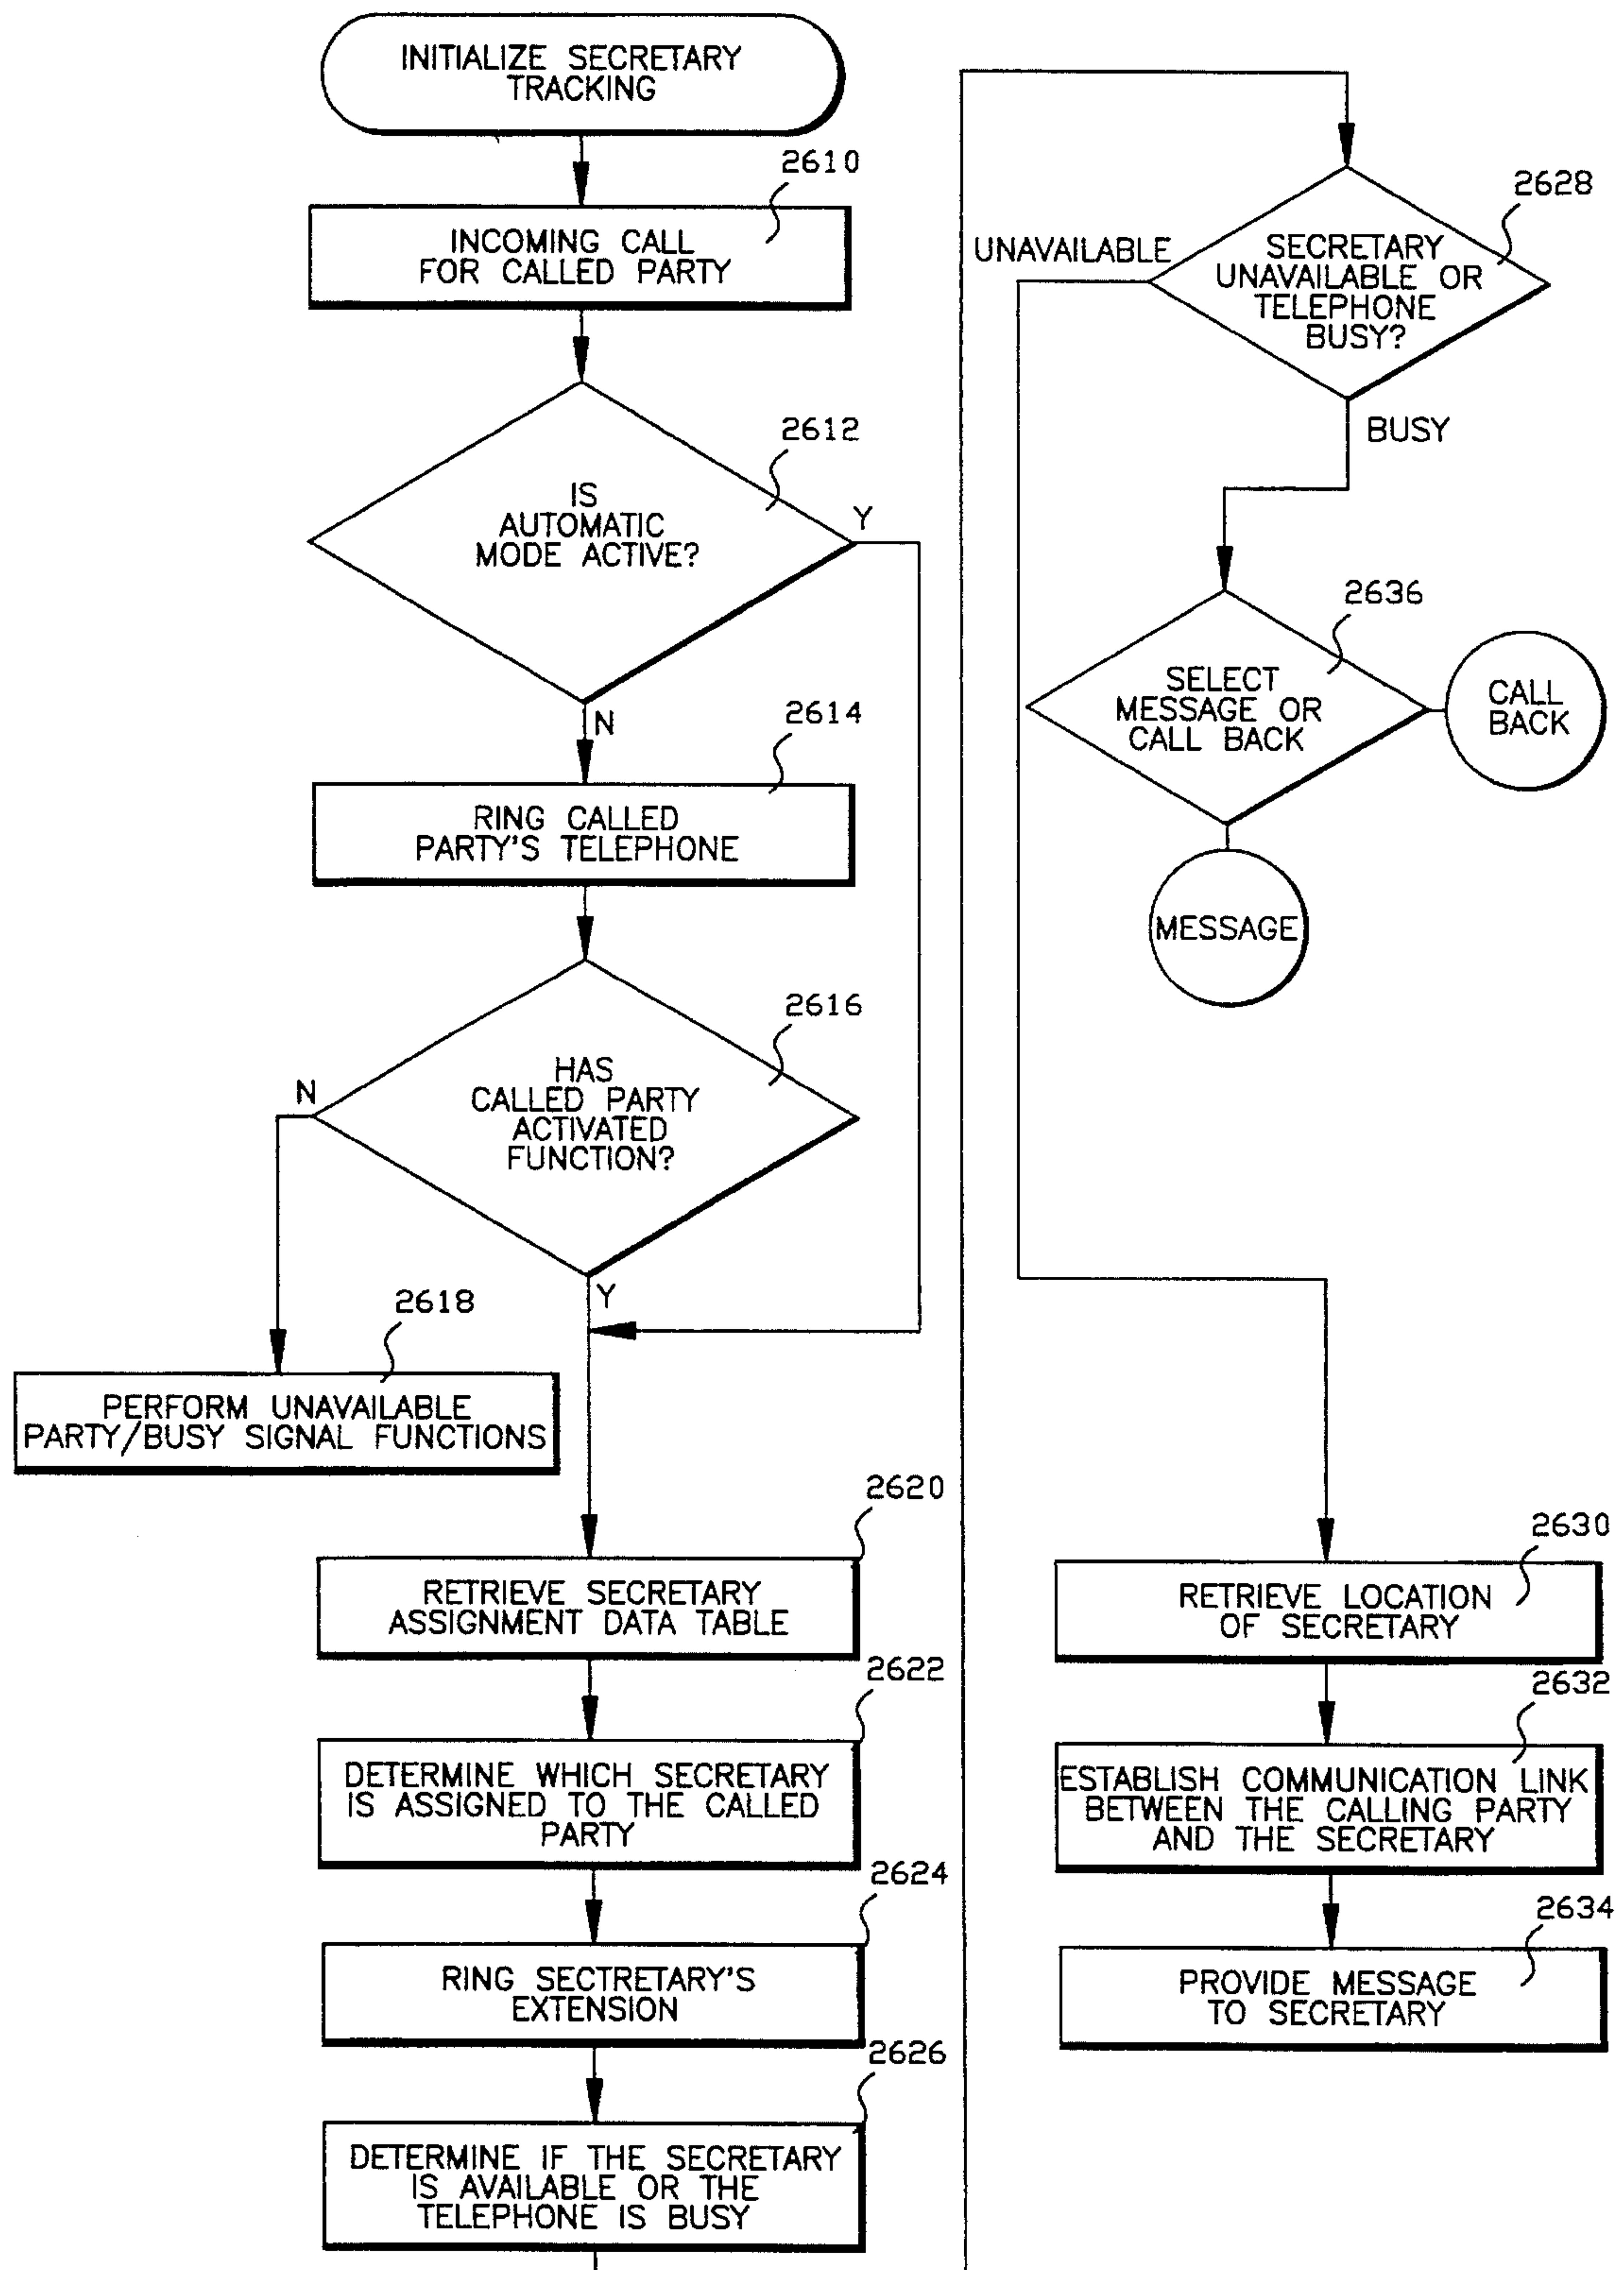 INITIALIZE SECRETARY
TRACKING
2610
INCOMING CALL
FOR CALLED PARTY
2612
IS
AUTOMATIC
MODE ACTIVE?
Y
N
2614
RING CALLED
PARTY'S TELEPHONE
2616
HAS
CALLED PARTY
ACTIVATED
FUNCTION?
N
Y
2618
PERFORM UNAVAILABLE
PARTY/BUSY SIGNAL FUNCTIONS
2620
RETRIEVE SECRETARY
ASSIGNMENT DATA TABLE
2622
DETERMINE WHICH SECRETARY
IS ASSIGNED TO THE CALLED
PARTY
2624
RING SECTRETARY'S
EXTENSION
2626
DETERMINE IF THE SECRETARY
IS AVAILABLE OR THE
TELEPHONE IS BUSY
2628
UNAVAILABLE
SECRETARY
UNAVAILABLE OR
TELEPHONE
BUSY?
BUSY
2636
SELECT
MESSAGE OR
CALL BACK
CALL
BACK
MESSAGE
2630
RETRIEVE LOCATION
OF SECRETARY
2632
ESTABLISH COMMUNICATION LINK
BETWEEN THE CALLING PARTY
AND THE SECRETARY
2634
PROVIDE MESSAGE
TO SECRETARY